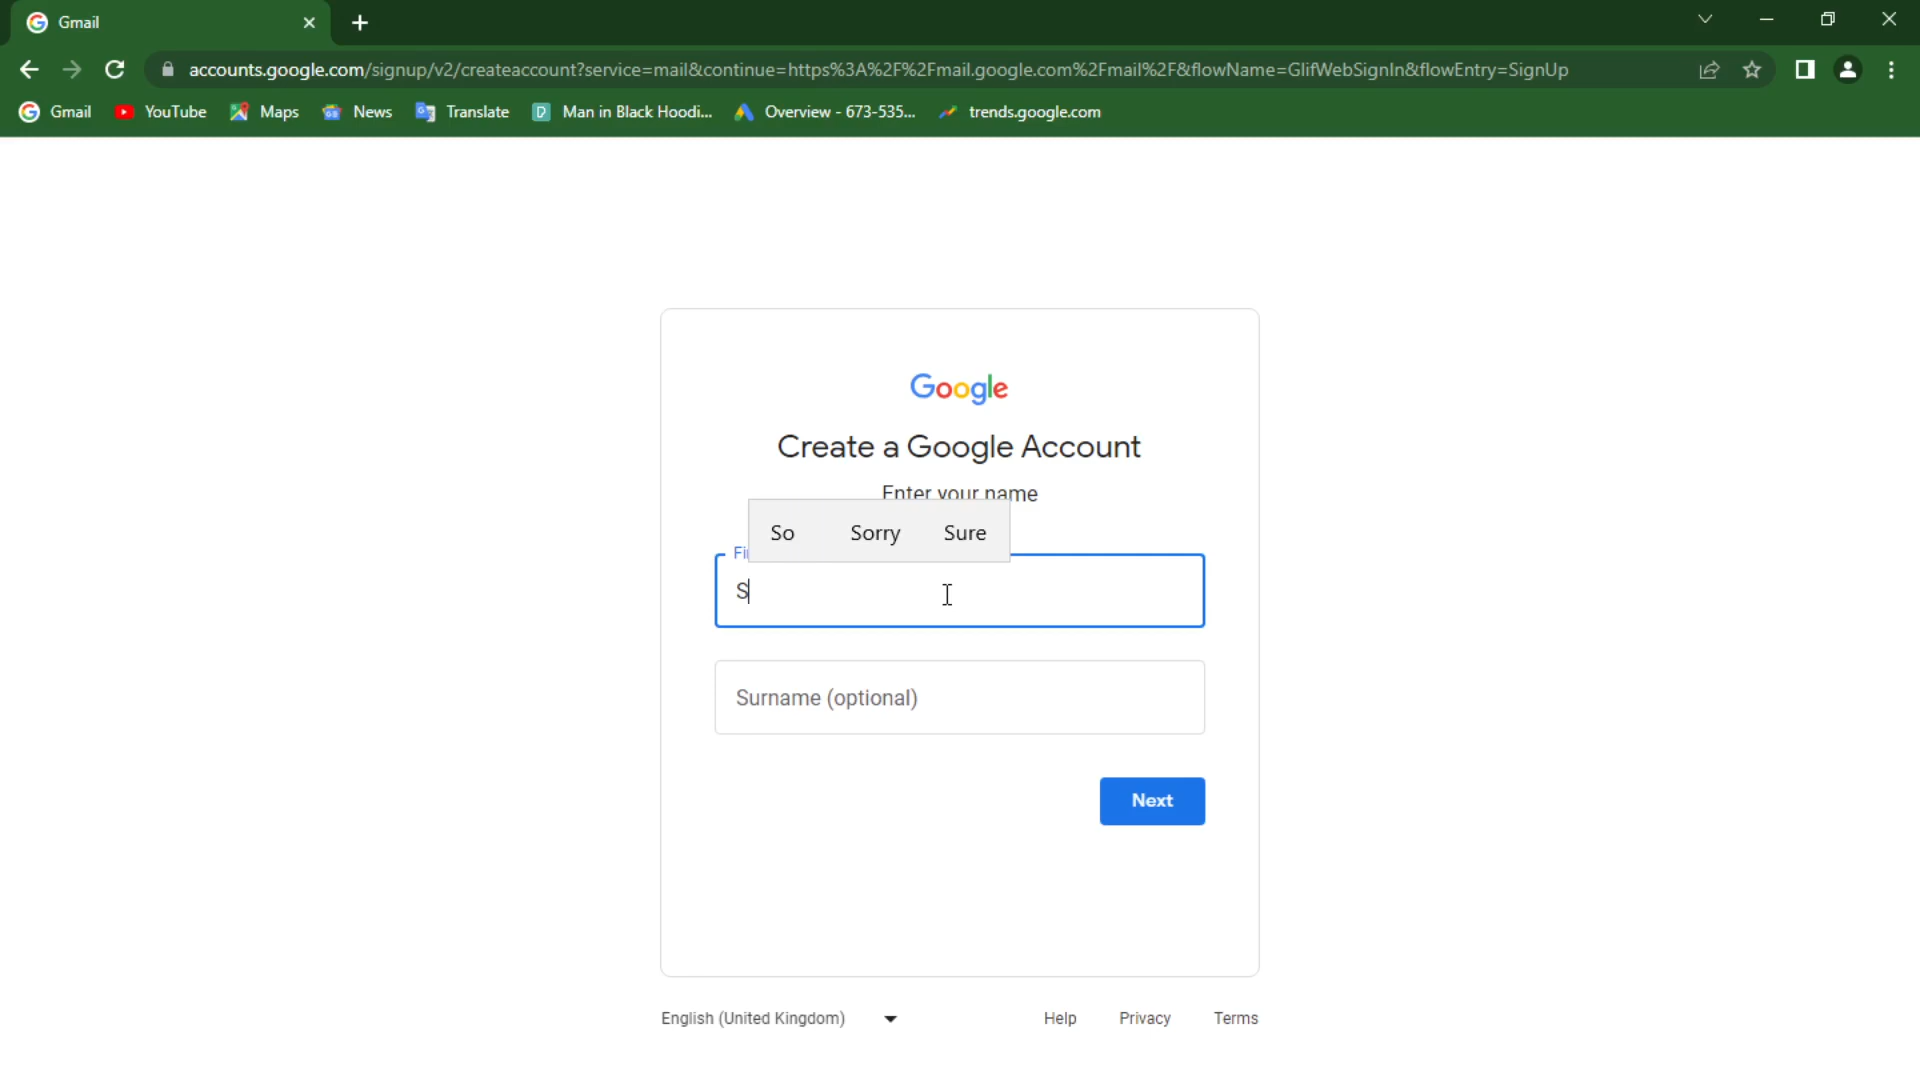 Gmail
accounts.google.com/signup/v2/createaccount?service=mail&continue=https%3A%2F%2Fmail.google.com%2Fmail%2F&flowName=GlifWebSignIn&flowEntry=SignUp
Gmail YouTube Maps News Translate Man in Black Hoodi... Overview - 673-535... trends.google.com
Google
Create a Google Account
Enter your name
So Sorry Sure
Fi
S
Surname (optional)
Next
English (United Kingdom) Help Privacy Terms